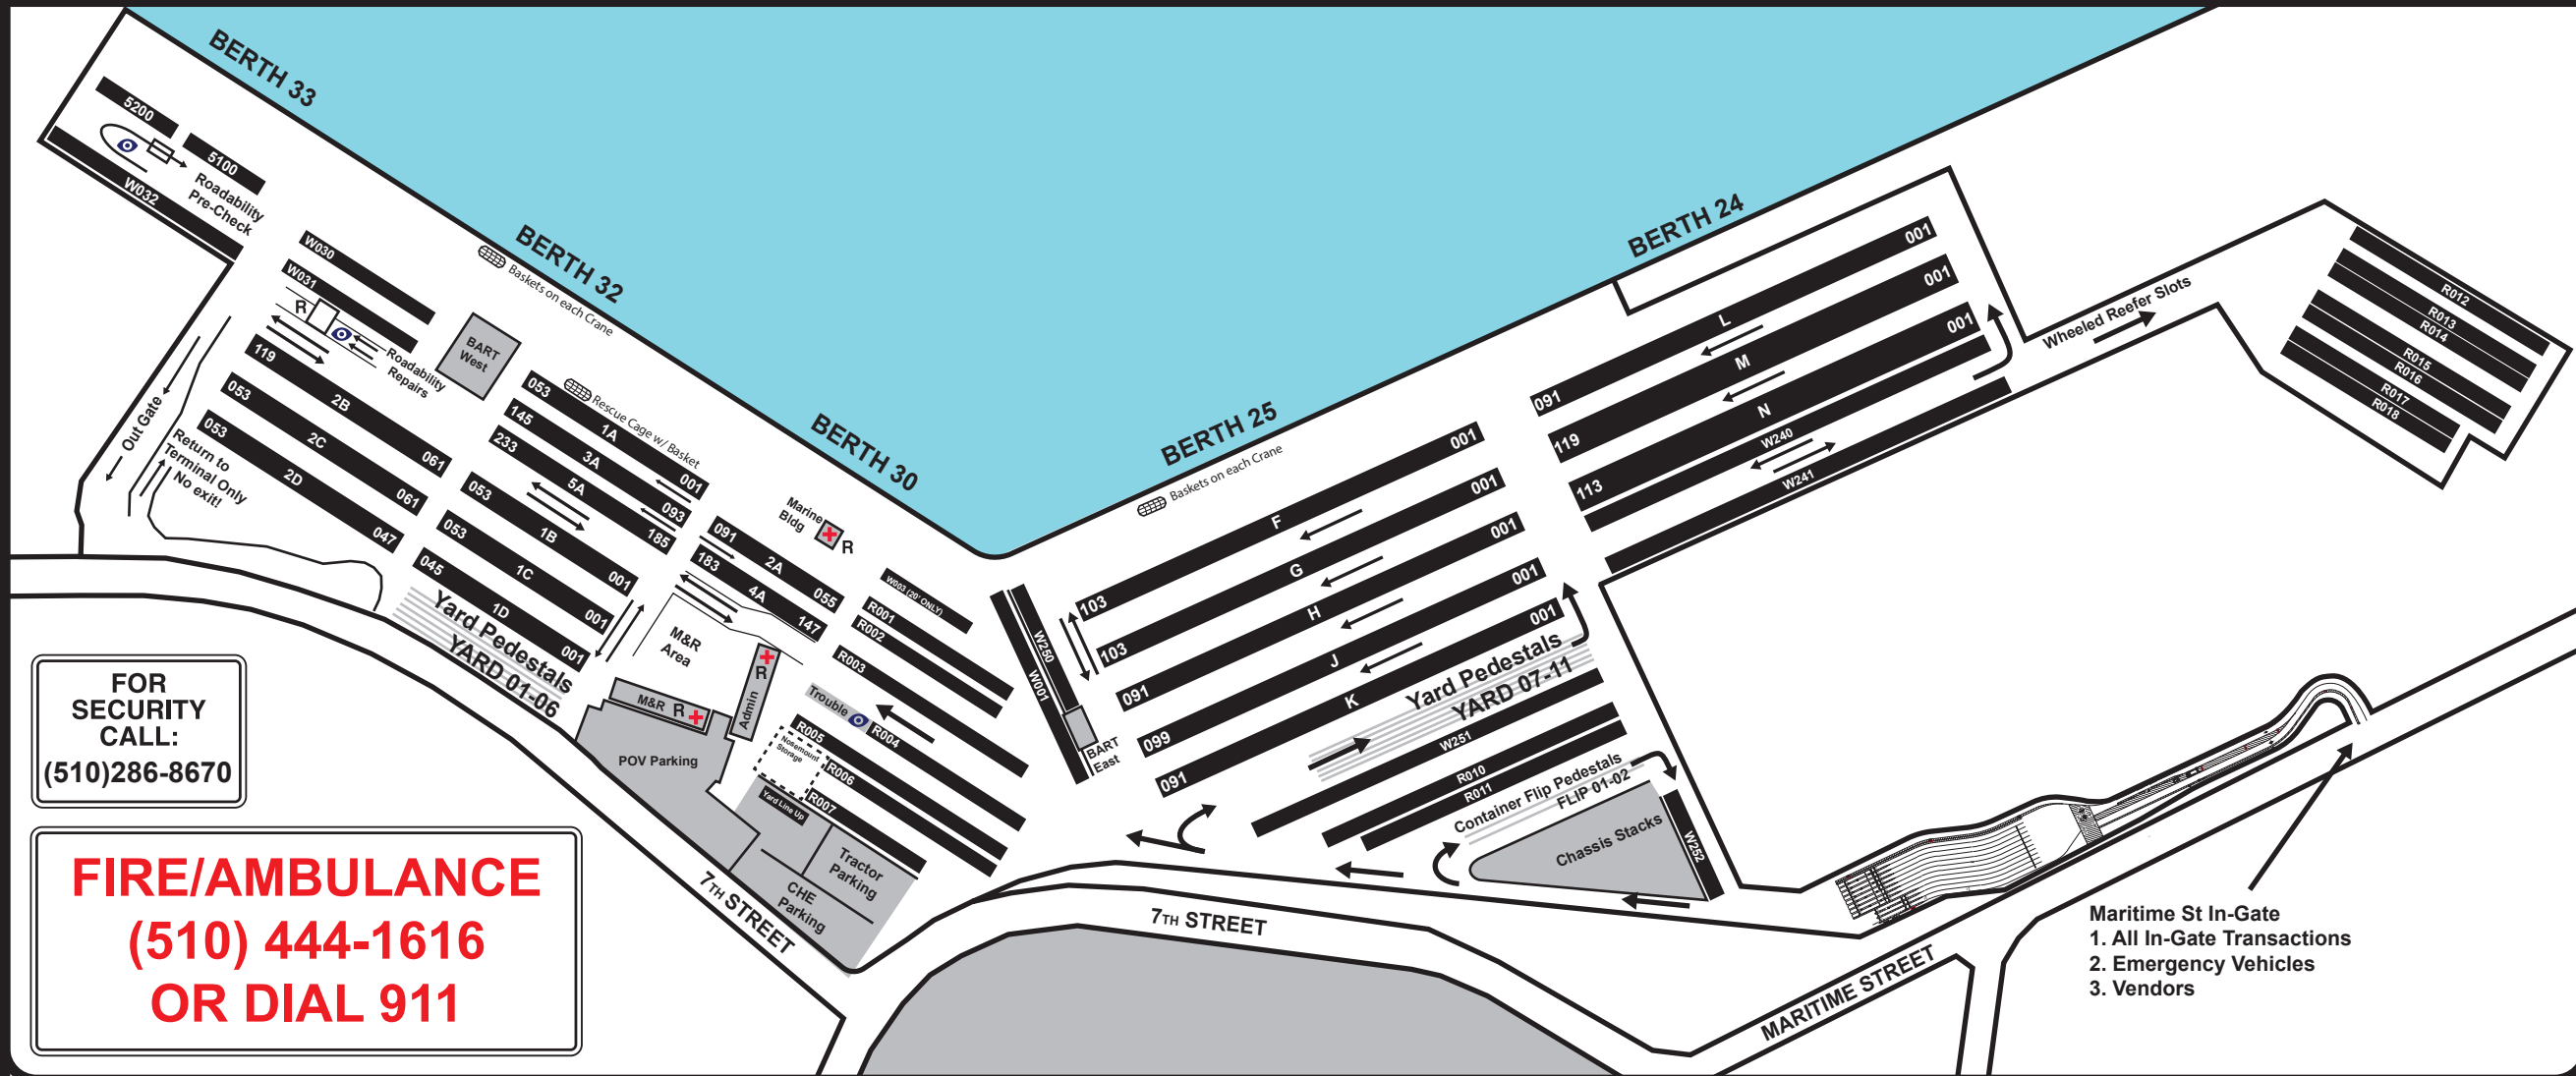 BERTH 33
5200
5100
Roadability
Pre-Check
W032
W030
W031
R
Roadability
Repairs
BERTH 32
Baskets on each Crane
BART
West
Rescue Cage w/ Basket
Out Gate
Return to
Terminal Only
No exit!
119 2B 061
053 2C 061
053 2D 047
053 1A 001
145 3A 093
233 5A 185
053 1B 001
053 1C 001
045 1D 001
Yard Pedestals
YARD 01-06
BERTH 30
Marine
Bldg
R
091 2A 055
183 4A 147
M&R
Area
M&R R
Admin
R
POV Parking
W003 (20' ONLY)
R001
R002
R003
Trouble
R004
R005
R006
R007
Nosemount
Storage
Yard Line Up
Tractor
Parking
CHE
Parking
7TH STREET
W250
W001
BART
East
BERTH 25
Baskets on each Crane
103 F 001
103 G 001
091 H 001
099 J 001
091 K 001
Yard Pedestals
YARD 07-11
W251
R010
R011
Container Flip Pedestals
FLIP 01-02
Chassis Stacks
W252
7TH STREET
BERTH 24
091 L 001
119 M 001
113 N 001
W240
W241
Wheeled Reefer Slots
R012
R013
R014
R015
R016
R017
R018
MARITIME STREET
Maritime St In-Gate
1. All In-Gate Transactions
2. Emergency Vehicles
3. Vendors
FOR
SECURITY
CALL:
(510)286-8670
FIRE/AMBULANCE
(510) 444-1616
OR DIAL 911